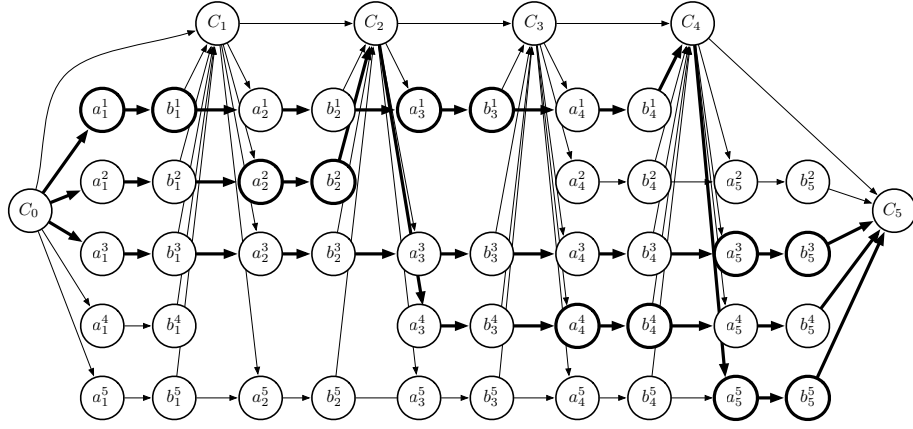 C₁ C₂ C₃ C₄
a₁¹ b₁¹ a₂¹ b₂¹ a₃¹ b₃¹ a₄¹ b₄¹
a₁² b₁² a₂² b₂² a₄² b₄² a₅² b₅²
C₀ C₅
a₁³ b₁³ a₂³ b₂³ a₃³ b₃³ a₄³ b₄³ a₅³ b₅³
a₁⁴ b₁⁴ a₃⁴ b₃⁴ a₄⁴ b₄⁴ a₅⁴ b₅⁴
a₁⁵ b₁⁵ a₂⁵ b₂⁵ a₃⁵ b₃⁵ a₄⁵ b₄⁵ a₅⁵ b₅⁵